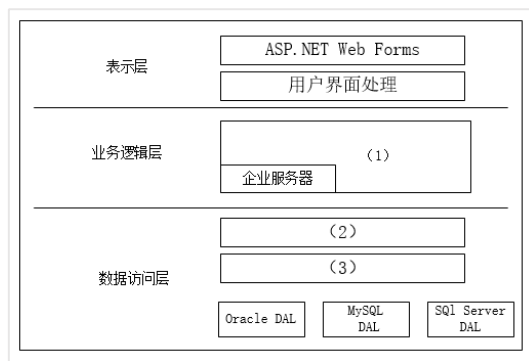 表示层
ASP.NET Web Forms
用户界面处理
业务逻辑层
（1）
企业服务器
数据访问层
（2）
（3）
Oracle DAL
MySQL
DAL
SQl Server
DAL